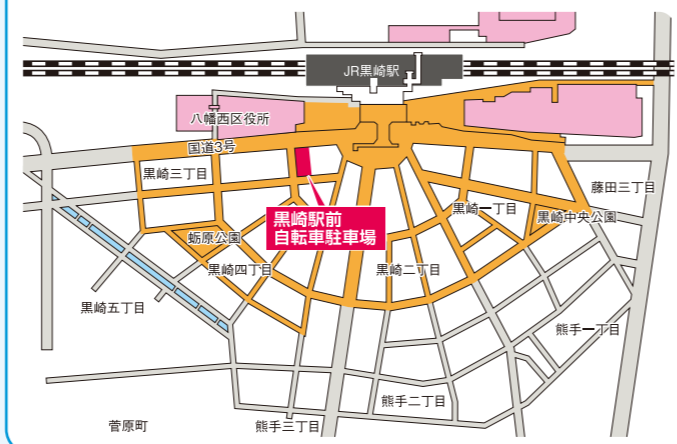 JR黒崎駅
八幡西区役所
国道3号
黒崎三丁目
藤田三丁目
黒崎一丁目
黒崎中央公園
黒崎駅前
自転車駐車場
蛎原公園
黒崎四丁目
黒崎二丁目
黒崎五丁目
熊手一丁目
熊手二丁目
菅原町
熊手三丁目